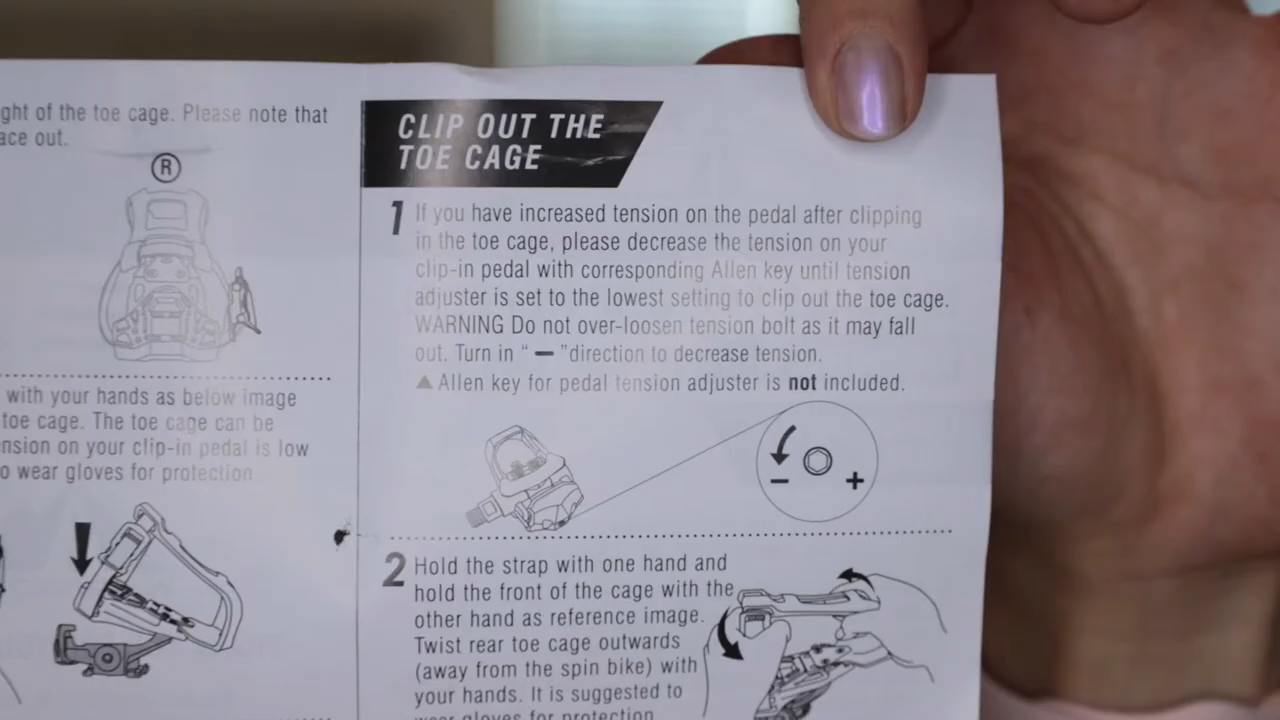 ght of the toe cage. Please note that
ace out.
R
with your hands as below image
toe cage. The toe cage can be
nsion on your clip-in pedal is low
o wear gloves for protection
CLIP OUT THE
TOE CAGE
1 If you have increased tension on the pedal after clipping
in the toe cage, please decrease the tension on your
clip-in pedal with corresponding Allen key until tension
adjuster is set to the lowest setting to clip out the toe cage.
WARNING Do not over-loosen tension bolt as it may fall
out. Turn in “ − ”direction to decrease tension.
▲ Allen key for pedal tension adjuster is not included.
− +
2 Hold the strap with one hand and
hold the front of the cage with the
other hand as reference image.
Twist rear toe cage outwards
(away from the spin bike) with
your hands. It is suggested to
wear gloves for protection